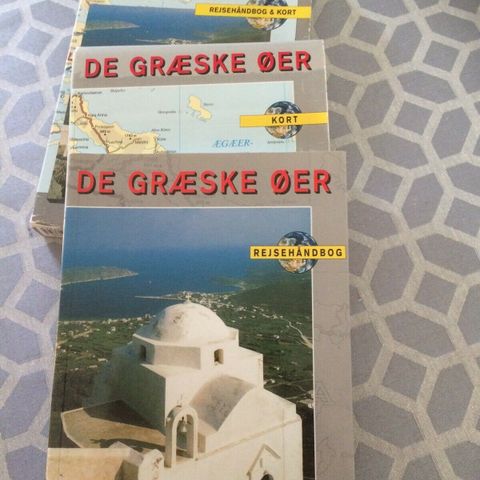 REJSEHÅNDBOG & KORT
DE GRÆSKE ØER
KORT
ÆGÆER-
DE GRÆSKE ØER
REJSEHÅNDBOG